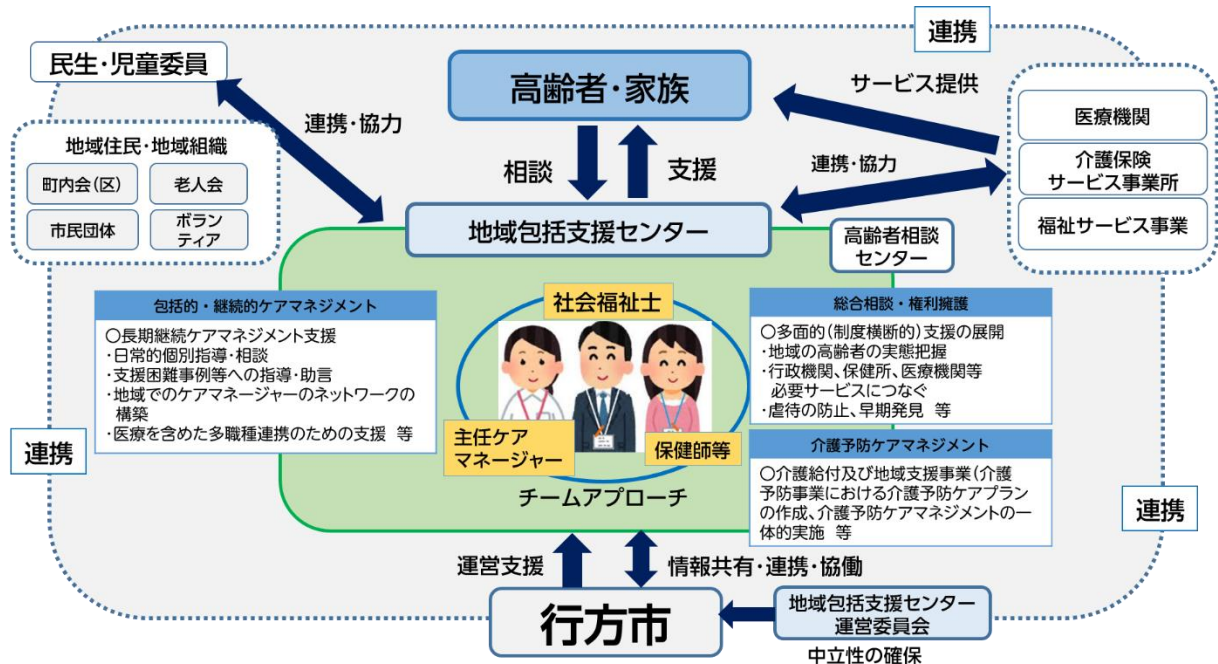 連携
民生・児童委員
高齢者・家族
サービス提供
医療機関
介護保険
サービス事業所
福祉サービス事業
連携・協力
地域住民・地域組織
町内会(区)
老人会
市民団体
ボラン
ティア
相談
支援
連携・協力
地域包括支援センター
高齢者相談
センター
包括的・継続的ケアマネジメント
〇長期継続ケアマネジメント支援
・日常的個別指導・相談
・支援困難事例等への指導・助言
・地域でのケアマネージャーのネットワークの
構築
・医療を含めた多職種連携のための支援 等
社会福祉士
主任ケア
マネージャー
保健師等
チームアプローチ
総合相談・権利擁護
〇多面的(制度横断的)支援の展開
・地域の高齢者の実態把握
・行政機関、保健所、医療機関等
必要サービスにつなぐ
・虐待の防止、早期発見 等
介護予防ケアマネジメント
〇介護給付及び地域支援事業(介護
予防事業における介護予防ケアプラン
の作成、介護予防ケアマネジメントの一
体的実施 等
連携
連携
運営支援
情報共有・連携・協働
行方市
地域包括支援センター
運営委員会
中立性の確保